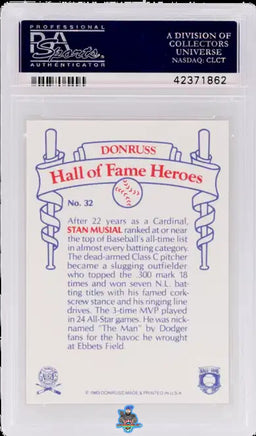 PSA
Sports
AUTHENTICATOR
A DIVISION OF
COLLECTORS
UNIVERSE
NASDAQ: CLCT
42371862
DONRUSS
Hall of Fame Heroes
No. 32
After 22 years as a Cardinal,
STAN MUSIAL ranked at or near
the top of Baseball's all-time list
in almost every batting category.
The dead-armed Class C pitcher
became a slugging outfielder
who topped the .300 mark 18
times and won seven N.L. bat-
ting titles with his famed cork-
screw stance and his ringing line
drives. The 3-time MVP played
in 24 All-Star games. He was nick-
named "The Man" by Dodger
fans for the havoc he wrought at
Ebbets Field.
© 1983 DONRUSS MADE & PRINTED IN U.S.A.